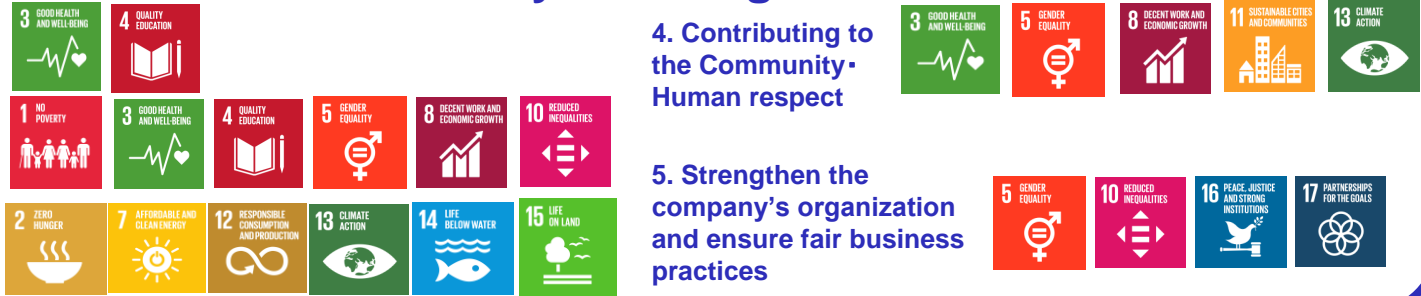 3 GOOD HEALTH
AND WELL-BEING
4 QUALITY
EDUCATION
1 NO
POVERTY
3 GOOD HEALTH
AND WELL-BEING
4 QUALITY
EDUCATION
5 GENDER
EQUALITY
8 DECENT WORK AND
ECONOMIC GROWTH
10 REDUCED
INEQUALITIES
2 ZERO
HUNGER
7 AFFORDABLE AND
CLEAN ENERGY
12 RESPONSIBLE
CONSUMPTION
AND PRODUCTION
13 CLIMATE
ACTION
14 LIFE
BELOW WATER
15 LIFE
ON LAND
4. Contributing to
the Community・
Human respect
3 GOOD HEALTH
AND WELL-BEING
5 GENDER
EQUALITY
8 DECENT WORK AND
ECONOMIC GROWTH
11 SUSTAINABLE CITIES
AND COMMUNITIES
13 CLIMATE
ACTION
5. Strengthen the
company’s organization
and ensure fair business
practices
5 GENDER
EQUALITY
10 REDUCED
INEQUALITIES
16 PEACE, JUSTICE
AND STRONG
INSTITUTIONS
17 PARTNERSHIPS
FOR THE GOALS